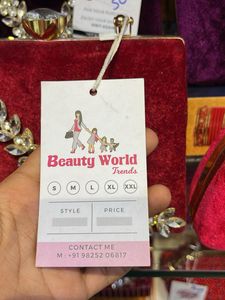 Beauty World
Trends
S M L XL XXL
STYLE PRICE
CONTACT ME
M : +91 98252 06817